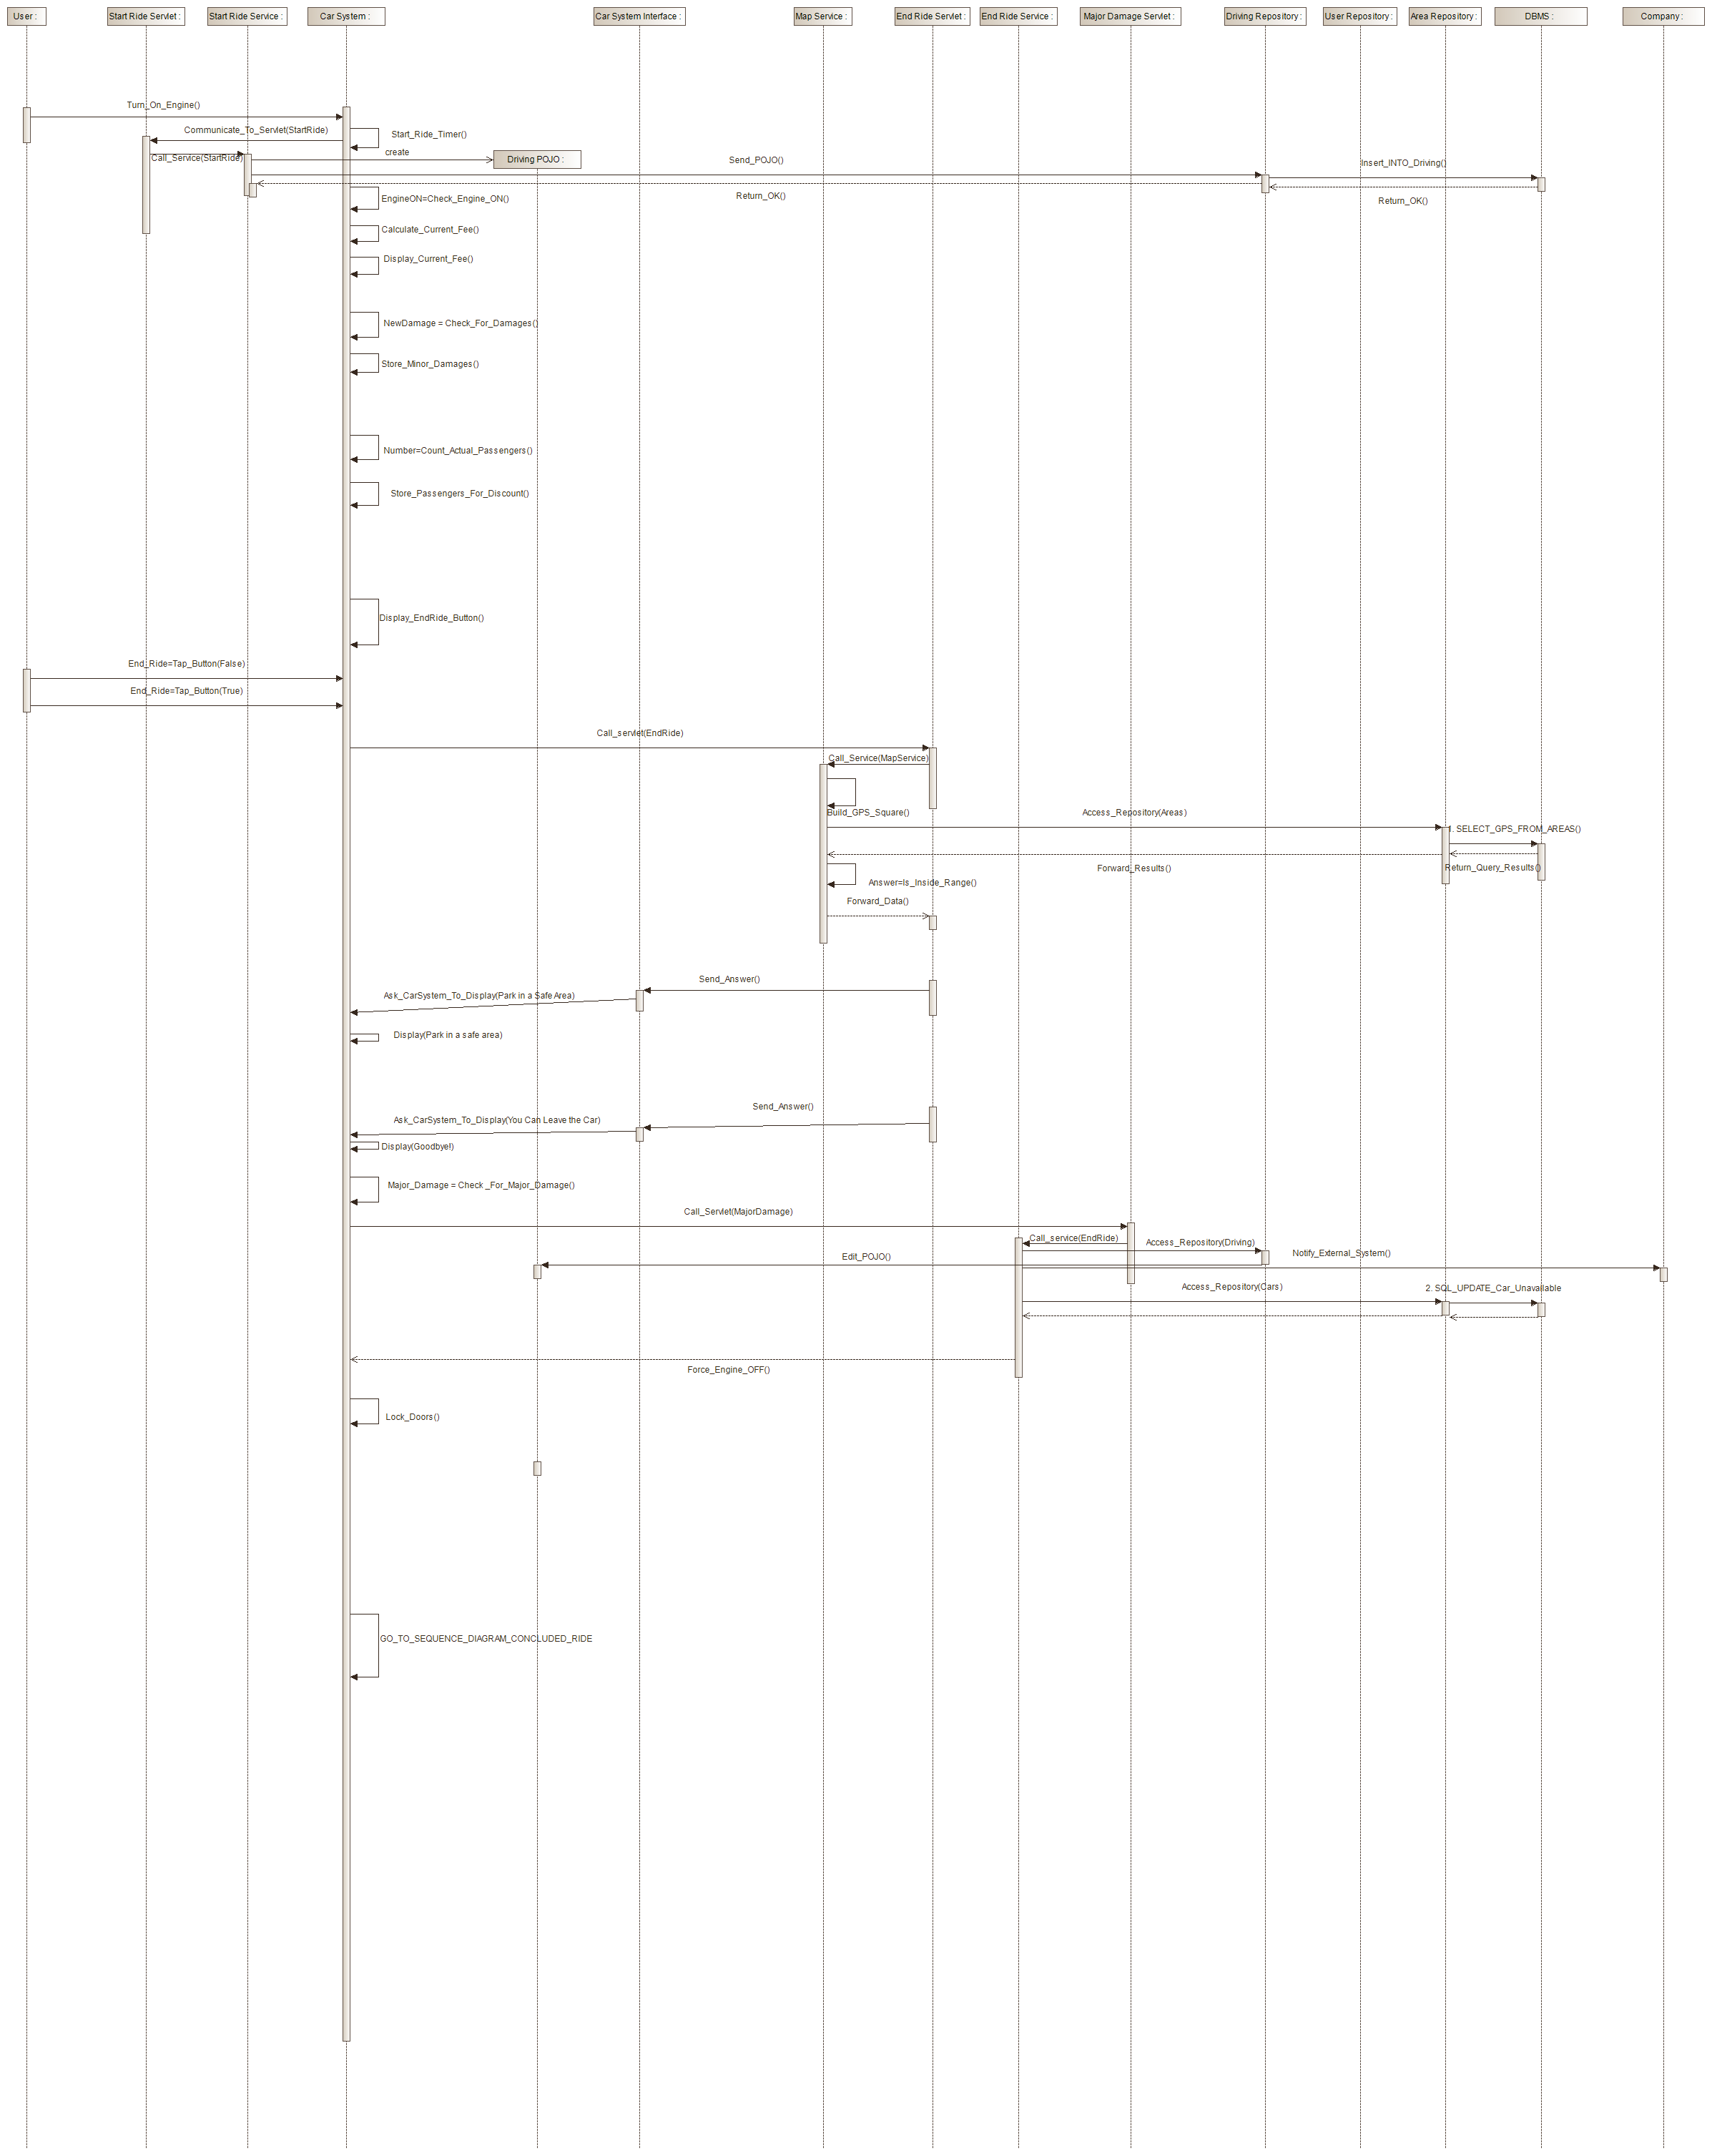 User :
Start Ride Servlet :
Start Ride Service :
Car System :
Car System Interface :
Map Service :
End Ride Servlet :
End Ride Service :
Major Damage Servlet :
Driving Repository :
User Repository :
Area Repository :
DBMS :
Company :
Turn_On_Engine()
Communicate_To_Servlet(StartRide)
Start_Ride_Timer()
Call_Service(StartRide)
create
Driving POJO :
Send_POJO()
Insert_INTO_Driving()
EngineON=Check_Engine_ON()
Return_OK()
Return_OK()
Calculate_Current_Fee()
Display_Current_Fee()
NewDamage = Check_For_Damages()
Store_Minor_Damages()
Number=Count_Actual_Passengers()
Store_Passengers_For_Discount()
Display_EndRide_Button()
End_Ride=Tap_Button(False)
End_Ride=Tap_Button(True)
Call_servlet(EndRide)
Call_Service(MapService)
Build_GPS_Square()
Access_Repository(Areas)
1. SELECT_GPS_FROM_AREAS()
Forward_Results()
Return_Query_Results()
Answer=Is_Inside_Range()
Forward_Data()
Send_Answer()
Ask_CarSystem_To_Display(Park in a Safe Area)
Display(Park in a safe area)
Send_Answer()
Ask_CarSystem_To_Display(You Can Leave the Car)
Display(Goodbye!)
Major_Damage = Check _For_Major_Damage()
Call_Servlet(MajorDamage)
Call_service(EndRide)
Access_Repository(Driving)
Edit_POJO()
Notify_External_System()
Access_Repository(Cars)
2. SQL_UPDATE_Car_Unavailable
Force_Engine_OFF()
Lock_Doors()
GO_TO_SEQUENCE_DIAGRAM_CONCLUDED_RIDE